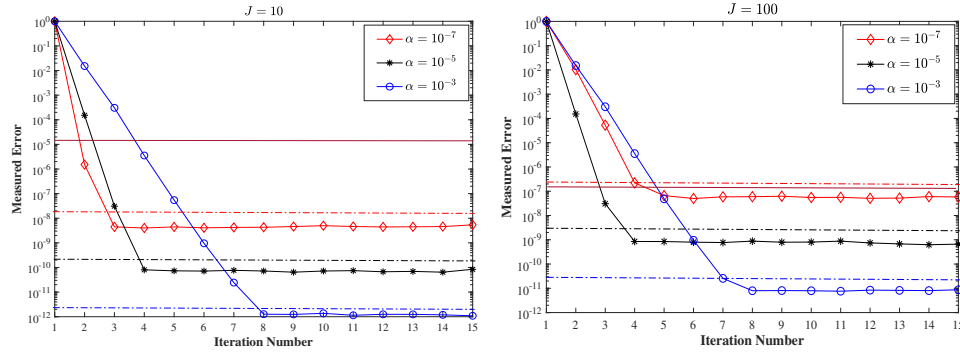 J = 10
Measured Error
10^0
10^-1
10^-2
10^-3
10^-4
10^-5
10^-6
10^-7
10^-8
10^-9
10^-10
10^-11
10^-12
α = 10^-7
α = 10^-5
α = 10^-3
1 2 3 4 5 6 7 8 9 10 11 12 13 14 15
Iteration Number
J = 100
Measured Error
10^0
10^-1
10^-2
10^-3
10^-4
10^-5
10^-6
10^-7
10^-8
10^-9
10^-10
10^-11
10^-12
α = 10^-7
α = 10^-5
α = 10^-3
1 2 3 4 5 6 7 8 9 10 11 12 13 14 15
Iteration Number